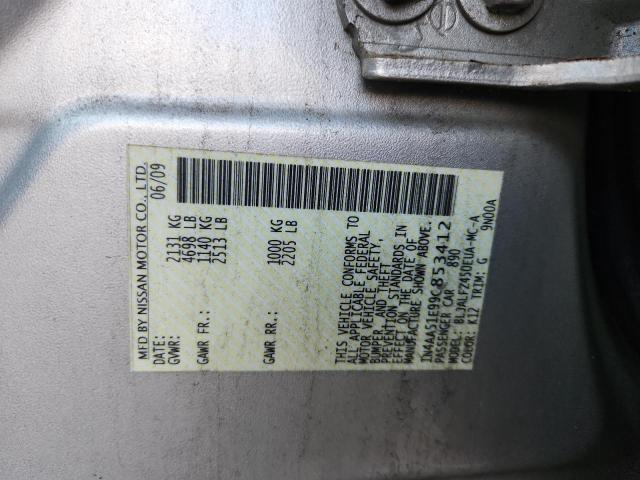 MFD BY NISSAN MOTOR CO., LTD.
DATE: 06/09
GVWR: 2131 KG
4698 LB
GAWR FR: 1140 KG
2513 LB
GAWR RR: 1000 KG
2205 LB
THIS VEHICLE CONFORMS TO
ALL APPLICABLE FEDERAL
MOTOR VEHICLE SAFETY,
BUMPER, AND THEFT
PREVENTION STANDARDS IN
EFFECT ON THE DATE OF
MANUFACTURE SHOWN ABOVE.
1N4AA51E99C853412
PASSENGER CAR 890
MODEL: BLJALPZ450EUA-MC-A
COLOR: K12 TRIM: G 9N00A